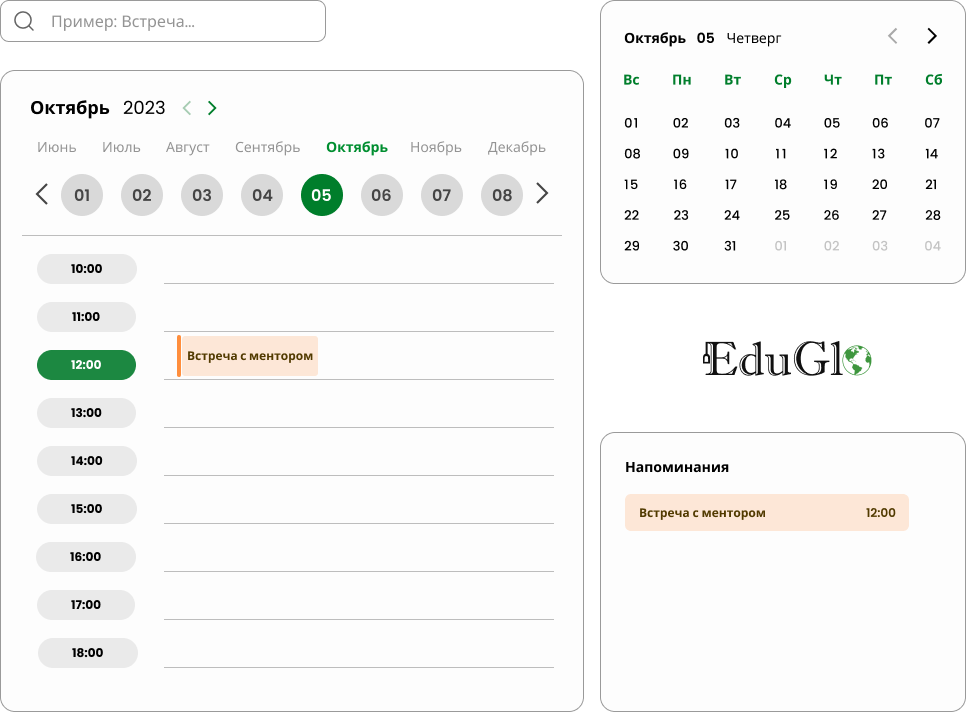 Пример: Встреча...
Октябрь 2023
Июнь Июль Август Сентябрь Октябрь Ноябрь Декабрь
01 02 03 04 05 06 07 08
10:00
11:00
12:00 Встреча с ментором
13:00
14:00
15:00
16:00
17:00
18:00
Октябрь 05 Четверг
Вс Пн Вт Ср Чт Пт Сб
01 02 03 04 05 06 07
08 09 10 11 12 13 14
15 16 17 18 19 20 21
22 23 24 25 26 27 28
29 30 31 01 02 03 04
EduGlo
Напоминания
Встреча с ментором 12:00